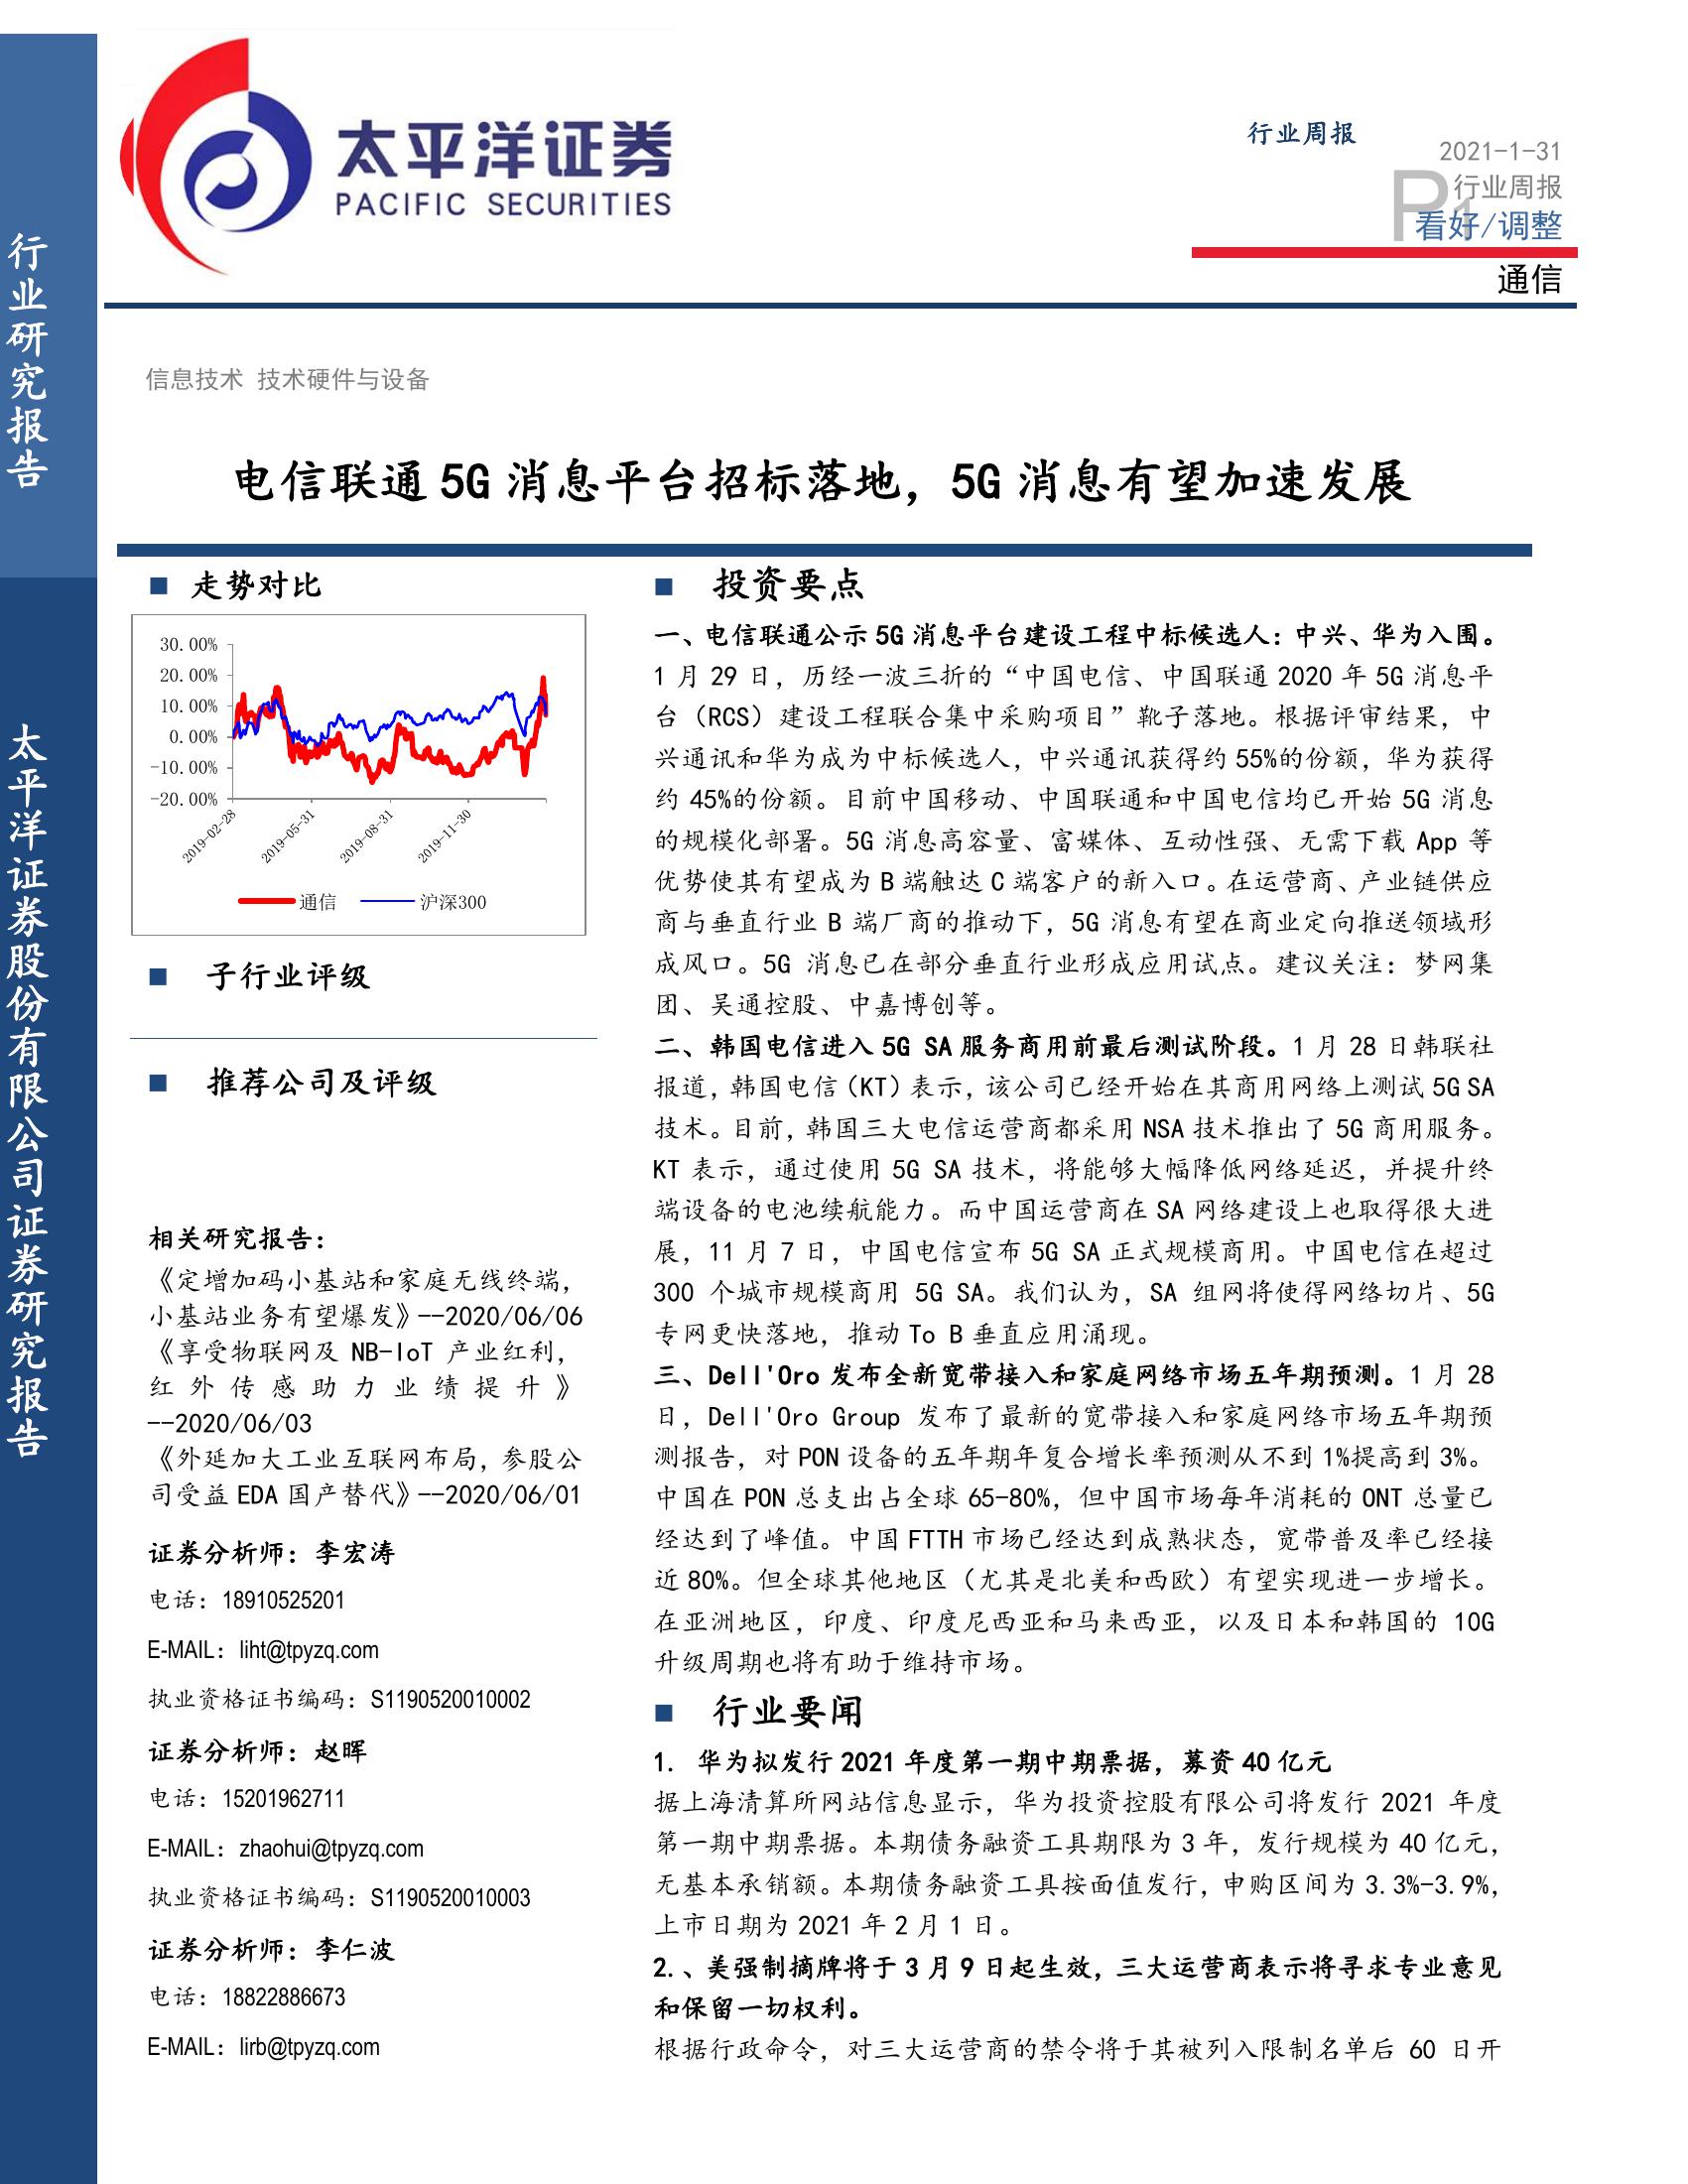 行业研究报告
太平洋证券股份有限公司证券研究报告
太平洋证券
PACIFIC SECURITIES
行业周报
2021-1-31
P1
行业周报
看好/调整
通信
信息技术 技术硬件与设备
电信联通 5G 消息平台招标落地，5G 消息有望加速发展
■ 走势对比
30.00%
20.00%
10.00%
0.00%
-10.00%
-20.00%
2019-02-28
2019-05-31
2019-08-31
2019-11-30
通信 沪深300
■ 子行业评级
■ 推荐公司及评级
相关研究报告：
《定增加码小基站和家庭无线终端，
小基站业务有望爆发》--2020/06/06
《享受物联网及 NB-IoT 产业红利，
红外传感助力业绩提升》
--2020/06/03
《外延加大工业互联网布局，参股公
司受益 EDA 国产替代》--2020/06/01
证券分析师：李宏涛
电话：18910525201
E-MAIL：liht@tpyzq.com
执业资格证书编码：S1190520010002
证券分析师：赵晖
电话：15201962711
E-MAIL：zhaohui@tpyzq.com
执业资格证书编码：S1190520010003
证券分析师：李仁波
电话：18822886673
E-MAIL：lirb@tpyzq.com
■ 投资要点
一、电信联通公示 5G 消息平台建设工程中标候选人：中兴、华为入围。
1 月 29 日，历经一波三折的“中国电信、中国联通 2020 年 5G 消息平
台（RCS）建设工程联合集中采购项目”靴子落地。根据评审结果，中
兴通讯和华为成为中标候选人，中兴通讯获得约 55%的份额，华为获得
约 45%的份额。目前中国移动、中国联通和中国电信均已开始 5G 消息
的规模化部署。5G 消息高容量、富媒体、互动性强、无需下载 App 等
优势使其有望成为 B 端触达 C 端客户的新入口。在运营商、产业链供应
商与垂直行业 B 端厂商的推动下，5G 消息有望在商业定向推送领域形
成风口。5G 消息已在部分垂直行业形成应用试点。建议关注：梦网集
团、吴通控股、中嘉博创等。
二、韩国电信进入 5G SA 服务商用前最后测试阶段。1 月 28 日韩联社
报道，韩国电信（KT）表示，该公司已经开始在其商用网络上测试 5G SA
技术。目前，韩国三大电信运营商都采用 NSA 技术推出了 5G 商用服务。
KT 表示，通过使用 5G SA 技术，将能够大幅降低网络延迟，并提升终
端设备的电池续航能力。而中国运营商在 SA 网络建设上也取得很大进
展，11 月 7 日，中国电信宣布 5G SA 正式规模商用。中国电信在超过
300 个城市规模商用 5G SA。我们认为，SA 组网将使得网络切片、5G
专网更快落地，推动 To B 垂直应用涌现。
三、Dell'Oro 发布全新宽带接入和家庭网络市场五年期预测。1 月 28
日，Dell'Oro Group 发布了最新的宽带接入和家庭网络市场五年期预
测报告，对 PON 设备的五年期年复合增长率预测从不到 1%提高到 3%。
中国在 PON 总支出占全球 65-80%，但中国市场每年消耗的 ONT 总量已
经达到了峰值。中国 FTTH 市场已经达到成熟状态，宽带普及率已经接
近 80%。但全球其他地区（尤其是北美和西欧）有望实现进一步增长。
在亚洲地区，印度、印度尼西亚和马来西亚，以及日本和韩国的 10G
升级周期也将有助于维持市场。
■ 行业要闻
1. 华为拟发行 2021 年度第一期中期票据，募资 40 亿元
据上海清算所网站信息显示，华为投资控股有限公司将发行 2021 年度
第一期中期票据。本期债务融资工具期限为 3 年，发行规模为 40 亿元，
无基本承销额。本期债务融资工具按面值发行，申购区间为 3.3%-3.9%，
上市日期为 2021 年 2 月 1 日。
2.、美强制摘牌将于 3 月 9 日起生效，三大运营商表示将寻求专业意见
和保留一切权利。
根据行政命令，对三大运营商的禁令将于其被列入限制名单后 60 日开